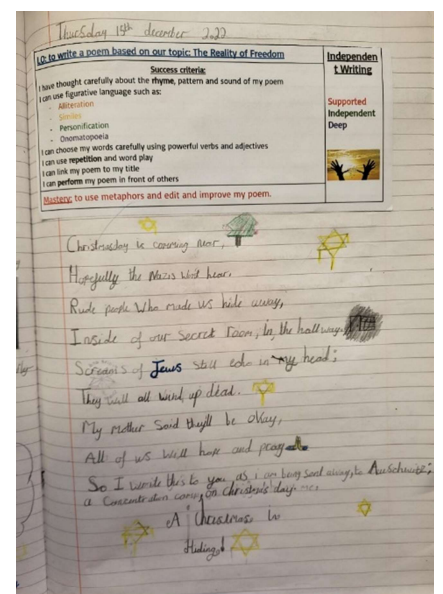 Thursday 15th december 2022
LO: to write a poem based on our topic: The Reality of Freedom
Success criteria:
I have thought carefully about the rhyme, pattern and sound of my poem
I can use figurative language such as:
- Alliteration
- Similes
- Personification
- Onomatopoeia
I can choose my words carefully using powerful verbs and adjectives
I can use repetition and word play
I can link my poem to my title
I can perform my poem in front of others
Mastery: to use metaphors and edit and improve my poem.
Independen
t Writing
Supported
Independent
Deep
Christmasday is coming near,
Hopefully the Nazis wont hear.
Rude people who made us hide away,
Inside of our secret room, In the hallway.
Screams of Jews still echo in my head;
They will all wind up dead.
My mother said they'll be okay,
All of us will hope and pray
So I write this to you, as i am being sent along, to Auschwitz;
a concentration camp, on christmas day
A Christmas In
Hiding!